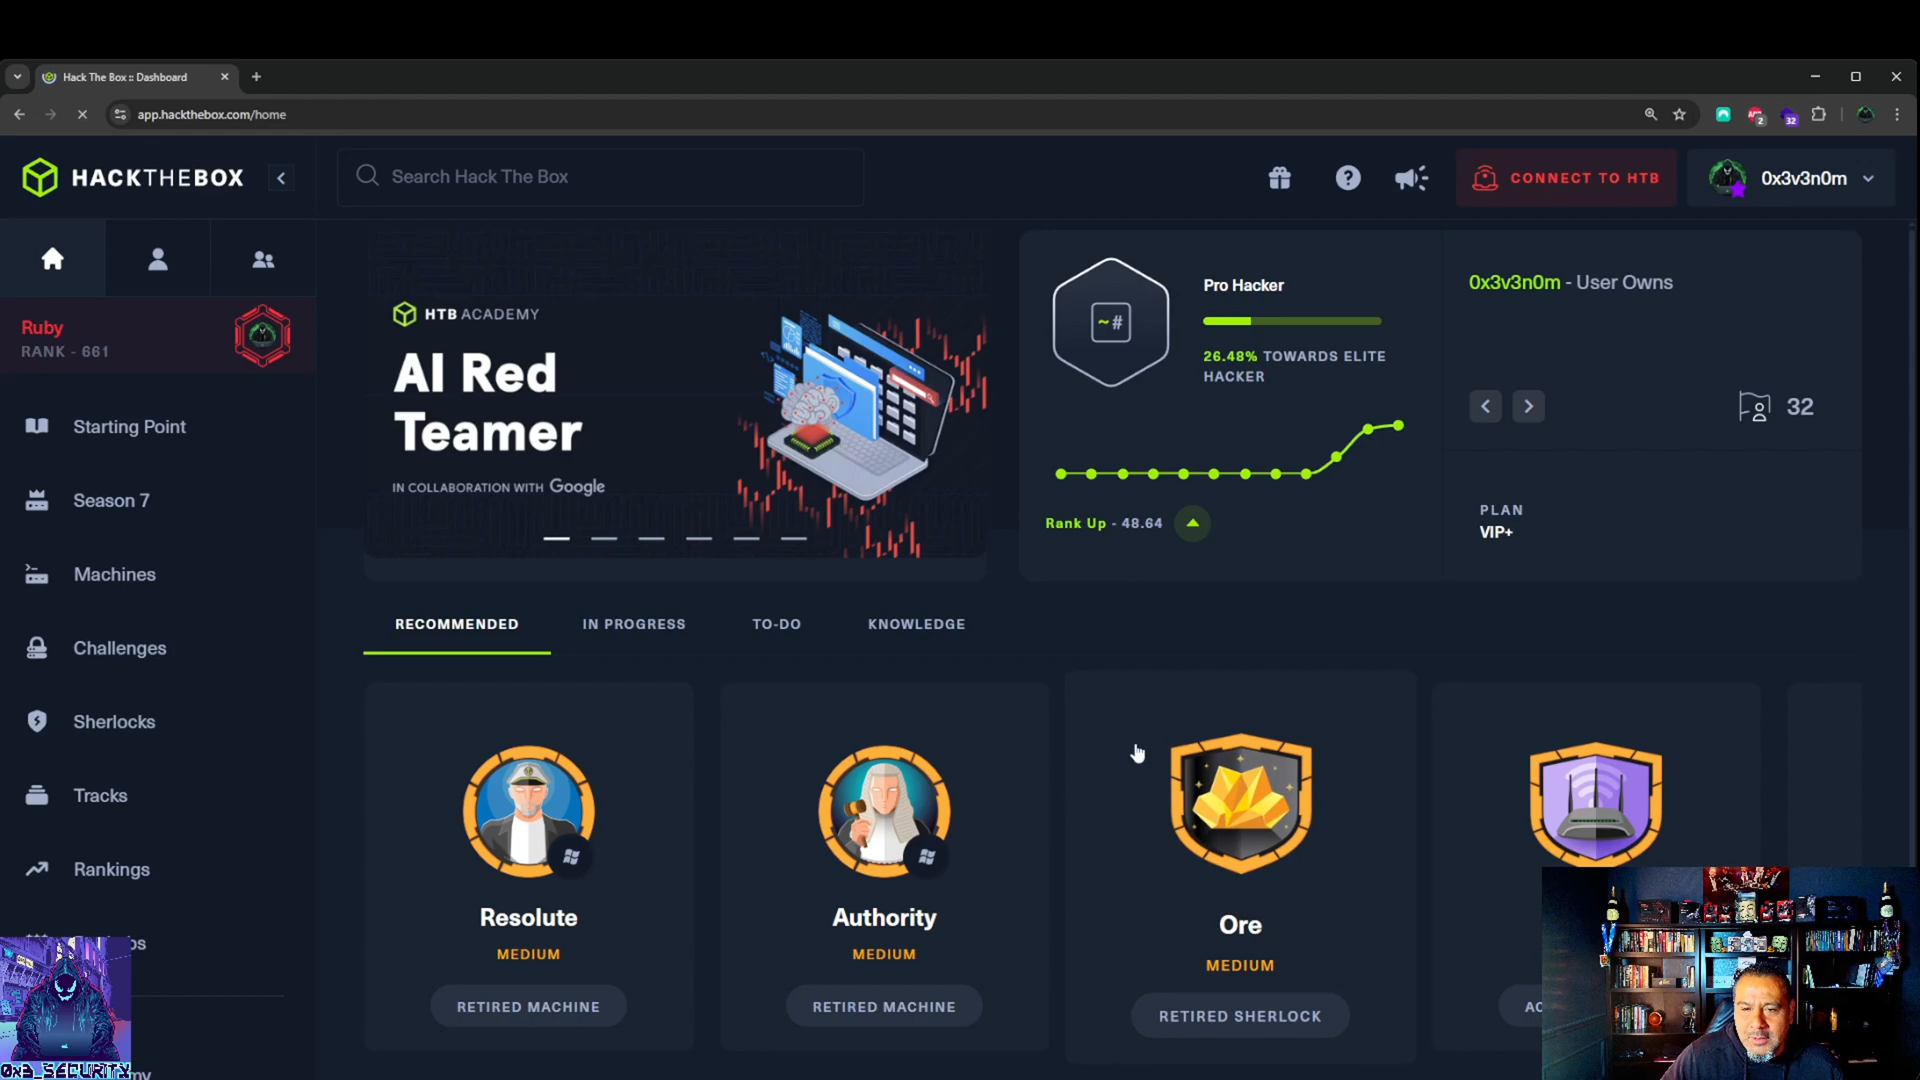 Hack The Box :: Dashboard
app.hackthebox.com/home
2
32
HACKTHEBOX
Search Hack The Box
CONNECT TO HTB
0x3v3n0m
Ruby
RANK - 661
Starting Point
Season 7
Machines
Challenges
Sherlocks
Tracks
Rankings
HTB ACADEMY
AI Red
Teamer
IN COLLABORATION WITH Google
~#
Pro Hacker
26.48% TOWARDS ELITE
HACKER
Rank Up - 48.64
0x3v3n0m - User Owns
32
PLAN
VIP+
RECOMMENDED
IN PROGRESS
TO-DO
KNOWLEDGE
Resolute
MEDIUM
RETIRED MACHINE
Authority
MEDIUM
RETIRED MACHINE
Ore
MEDIUM
RETIRED SHERLOCK
0x3_SECURITY